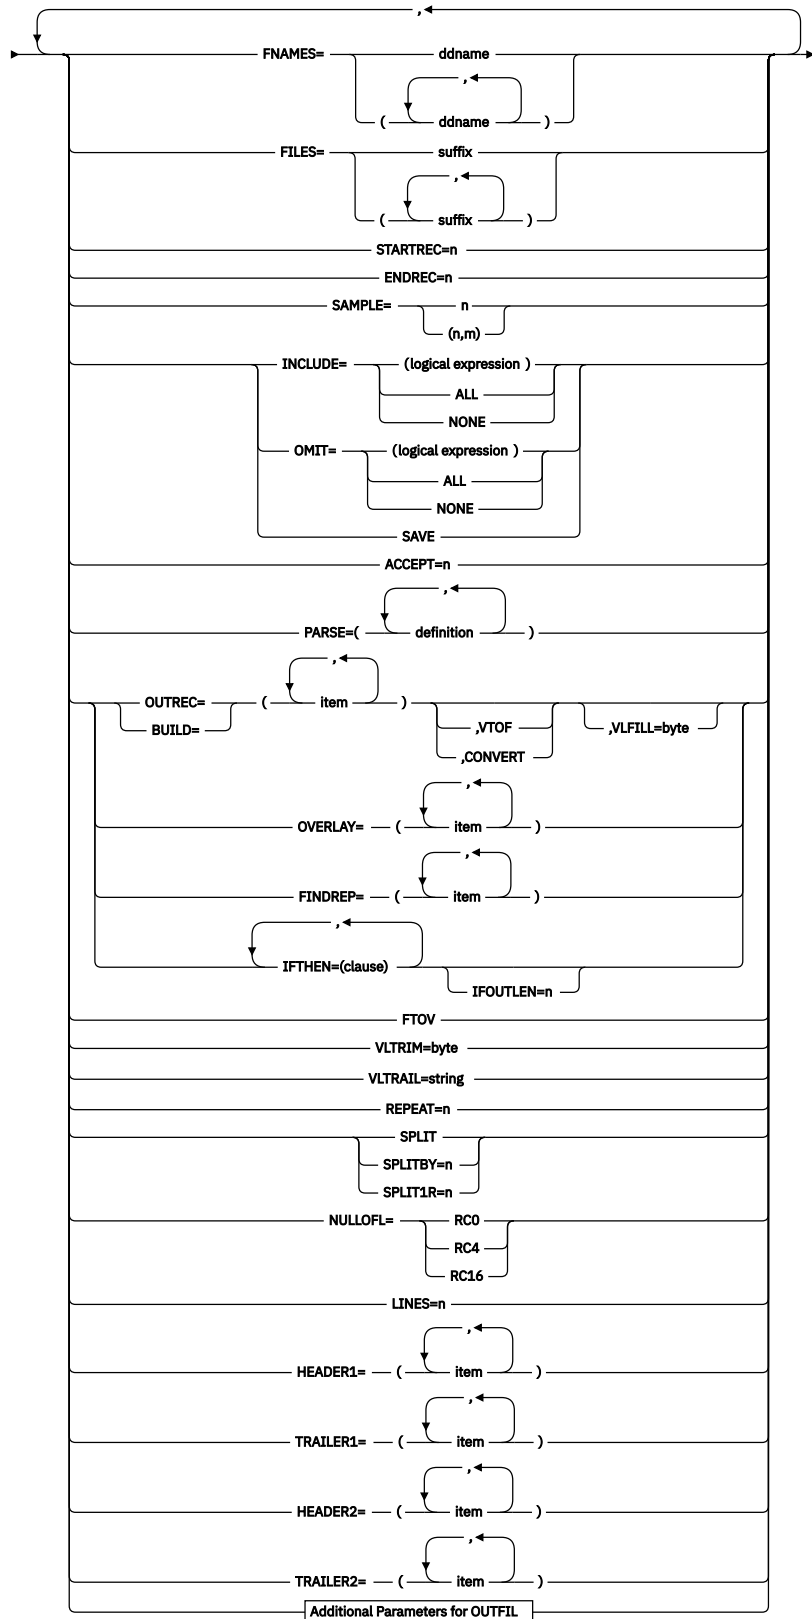 ,
FNAMES= ddname
,
( ddname )
FILES= suffix
,
( suffix )
STARTREC=n
ENDREC=n
SAMPLE= n
(n,m)
INCLUDE= (logical expression )
ALL
NONE
OMIT= (logical expression )
ALL
NONE
SAVE
ACCEPT=n
,
PARSE=( definition )
,
OUTREC= ( item )
BUILD= ,VTOF ,VLFILL=byte
,CONVERT
,
OVERLAY= ( item )
,
FINDREP= ( item )
,
IFTHEN=(clause)
IFOUTLEN=n
FTOV
VLTRIM=byte
VLTRAIL=string
REPEAT=n
SPLIT
SPLITBY=n
SPLIT1R=n
NULLOFL= RC0
RC4
RC16
LINES=n
,
HEADER1= ( item )
,
TRAILER1= ( item )
,
HEADER2= ( item )
,
TRAILER2= ( item )
Additional Parameters for OUTFIL